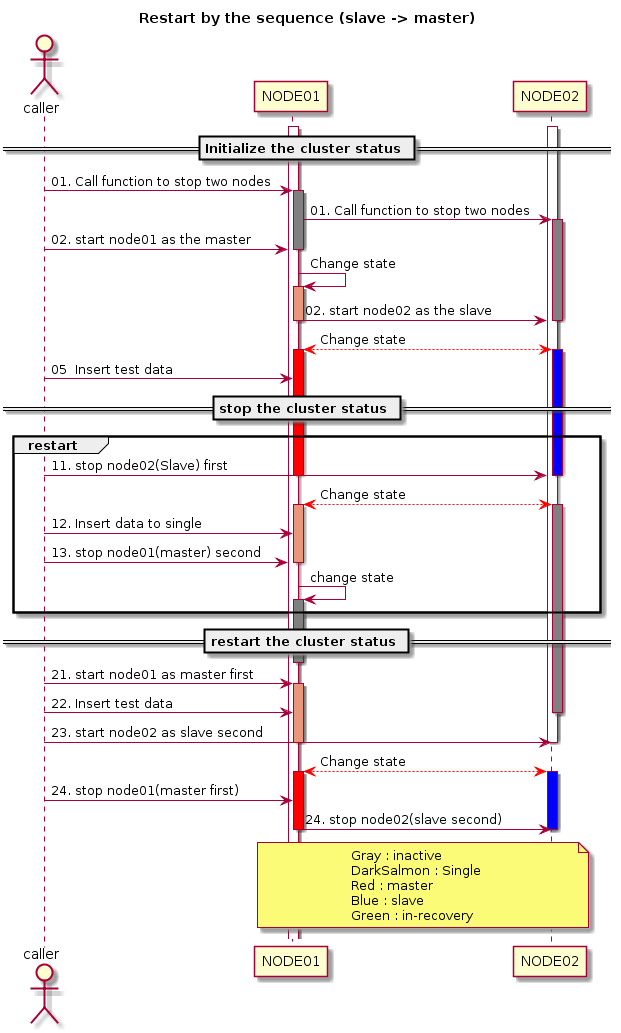 Restart by the sequence (slave -> master)
caller
NODE01
NODE02
Initialize the cluster status
01. Call function to stop two nodes
01. Call function to stop two nodes
02. start node01 as the master
Change state
02. start node02 as the slave
Change state
05  Insert test data
stop the cluster status
restart
11. stop node02(Slave) first
Change state
12. Insert data to single
13. stop node01(master) second
change state
restart the cluster status
21. start node01 as master first
22. Insert test data
23. start node02 as slave second
Change state
24. stop node01(master first)
24. stop node02(slave second)
Gray : inactive
DarkSalmon : Single
Red : master
Blue : slave
Green : in-recovery
caller
NODE01
NODE02